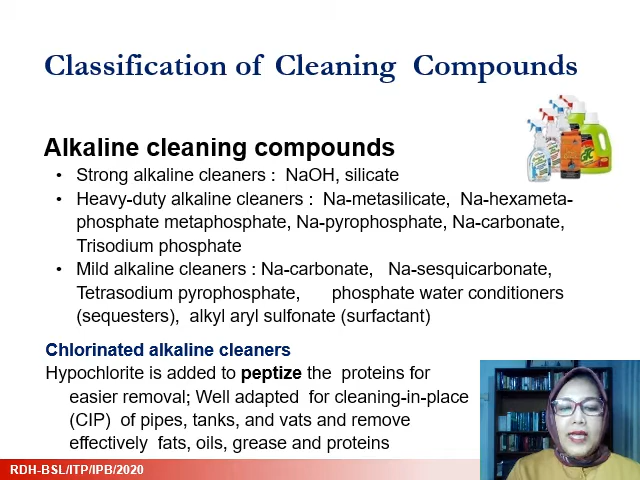 Classification of Cleaning Compounds
Alkaline cleaning compounds
• Strong alkaline cleaners : NaOH, silicate
• Heavy-duty alkaline cleaners : Na-metasilicate, Na-hexameta-
phosphate metaphosphate, Na-pyrophosphate, Na-carbonate,
Trisodium phosphate
• Mild alkaline cleaners : Na-carbonate, Na-sesquicarbonate,
Tetrasodium pyrophosphate, phosphate water conditioners
(sequesters), alkyl aryl sulfonate (surfactant)
Chlorinated alkaline cleaners
Hypochlorite is added to peptize the proteins for
easier removal; Well adapted for cleaning-in-place
(CIP) of pipes, tanks, and vats and remove
effectively fats, oils, grease and proteins
RDH-BSL/ITP/IPB/2020